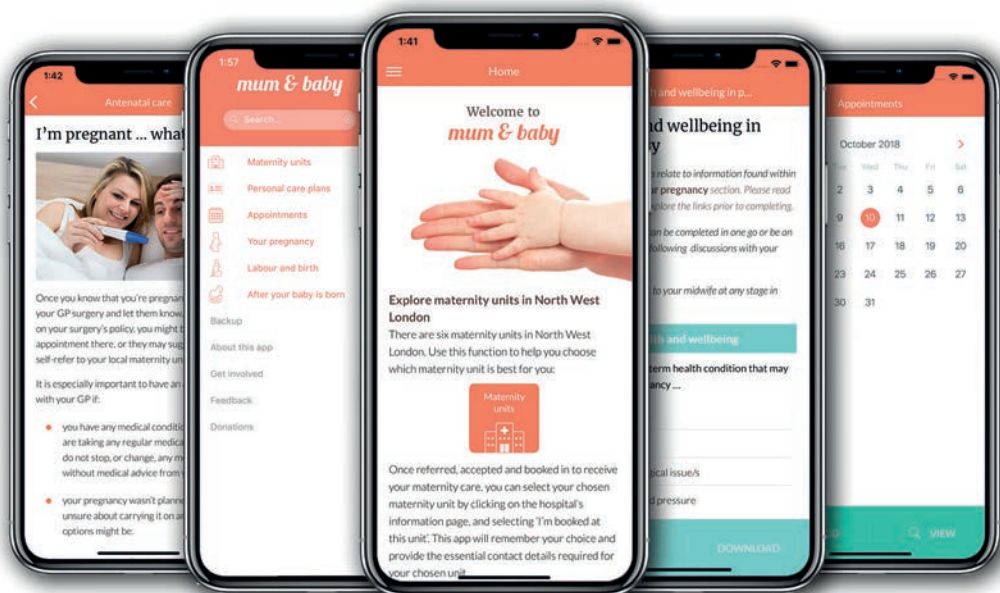 1:42
Antenatal care
I'm pregnant ... what
Once you know that you're pregnan
your GP surgery and let them know.
on your surgery's policy, you might b
appointment there, or they may sug
self-refer to your local maternity un
It is especially important to have an a
with your GP if:
you have any medical conditic
are taking any regular medica
do not stop, or change, any m
without medical advice from y
your pregnancy wasn't planne
unsure about carrying it on an
options might be.
1:57
mum & baby
Search...
Maternity units
Personal care plans
Appointments
Your pregnancy
Labour and birth
After your baby is born
Backup
About this app
Get involved
Feedback
Donations
1:41
Home
Welcome to
mum & baby
Explore maternity units in North West
London
There are six maternity units in North West
London. Use this function to help you choose
which maternity unit is best for you:
Maternity
units
Once referred, accepted and booked in to receive
your maternity care, you can select your chosen
maternity unit by clicking on the hospital's
information page, and selecting 'I'm booked at
this unit'. This app will remember your choice and
provide the essential contact details required for
your chosen unit
h and wellbeing in p...
d wellbeing in
y
s relate to information found within
r pregnancy section. Please read
xplore the links prior to completing.
can be completed in one go or be an
following discussions with your
to your midwife at any stage in
lth and wellbeing
term health condition that may
ancy ...
gical issue/s
d pressure
DOWNLOAD
Appointments
October 2018
Tue Wed Thu Fri Sat
2 3 4 5 6
9 10 11 12 13
16 17 18 19 20
23 24 25 26 27
30 31
VIEW